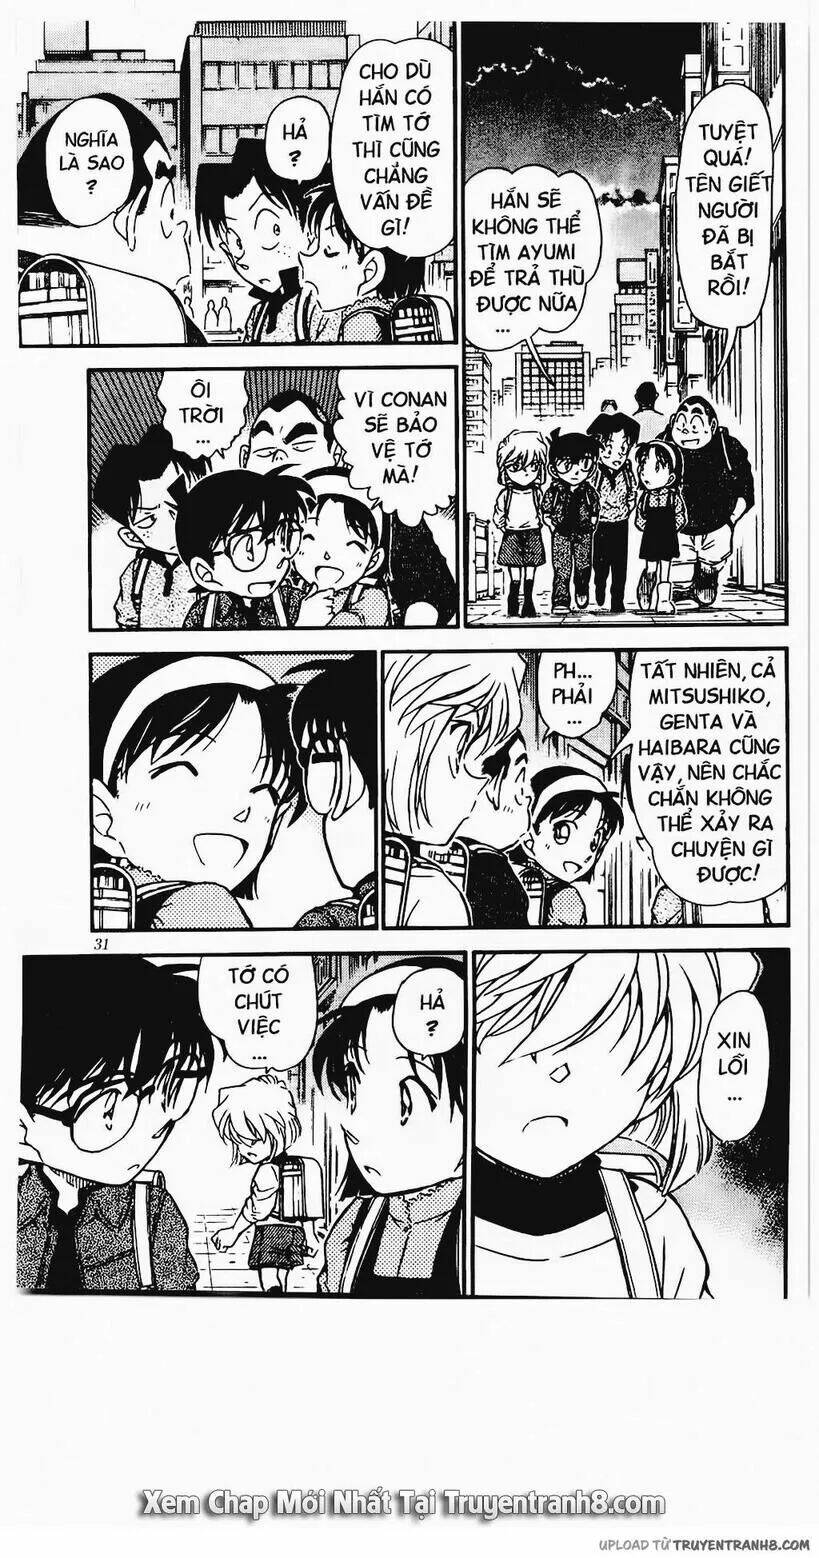 TUYỆT
QUÁ!
TÊN GIẾT
NGƯỜI
ĐÃ BỊ
BẮT
RỒI!
HẮN SẼ
KHÔNG THỂ
TÌM AYUMI
ĐỂ TRẢ THÙ
ĐƯỢC NỮA
...
CHO DÙ
HẮN CÓ
TÌM TỚ
THÌ CŨNG
CHẲNG
VẤN ĐỀ
GÌ!
HẢ
?
NGHĨA
LÀ SAO
?
VÌ CONAN
SẼ BẢO
VỆ TỚ
MÀ!
ÔI
TRỜI
...
TẤT NHIÊN, CẢ
MITSUSHIKO,
GENTA VÀ
HAIBARA CŨNG
VẬY, NÊN CHẮC
CHẮN KHÔNG
THỂ XẢY RA
CHUYỆN GÌ
ĐƯỢC!
PH...
PHẢI
...
31
XIN
LỖI
...
HẢ
?
TỚ CÓ
CHÚT
VIỆC
...
Xem Chap Mới Nhất Tại Truyentranh8.com
UPLOAD TỪ TRUYENTRANH8.COM